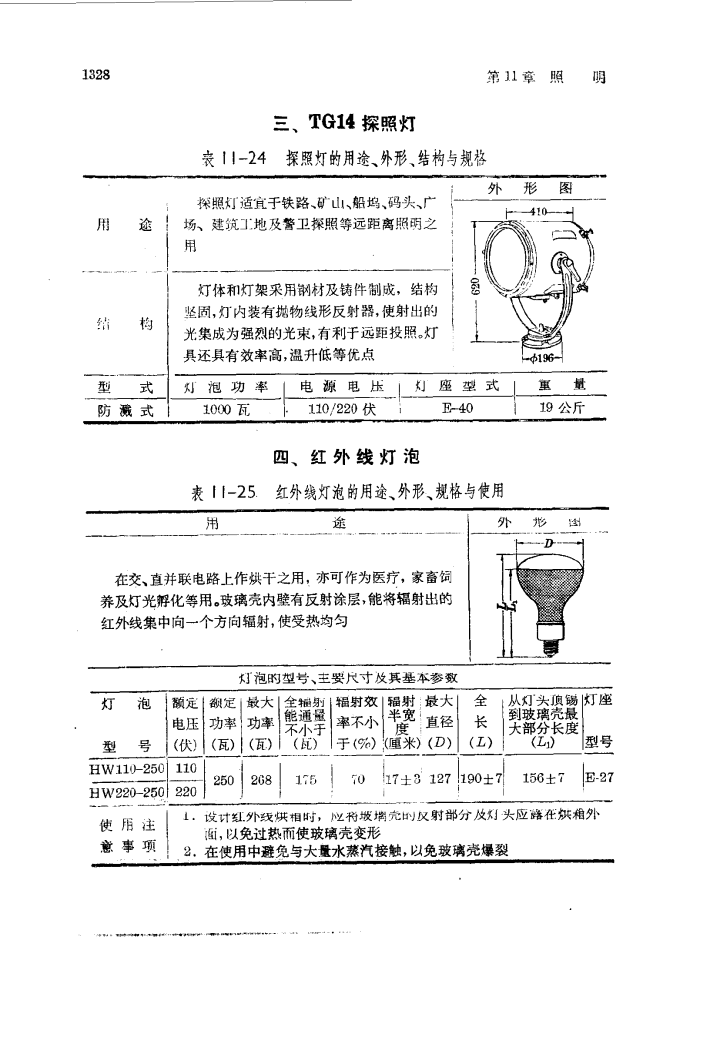 1328
第11章 照 明
三、TG14 探照灯
表 11-24 探照灯的用途、外形、结构与规格
用 途
探照灯适宜于铁路、矿山、船坞、码头、广
场、建筑工地及警卫探照等远距离照明之
用
外 形 图
410
620
φ196
结 构
灯体和灯架采用钢材及铸件制成，结构
坚固,灯内装有抛物线形反射器,使射出的
光集成为强烈的光束,有利于远距投照。灯
具还具有效率高,温升低等优点
型 式 灯 泡 功 率 电 源 电 压 灯 座 型 式 重 量
防 溅 式 1000 瓦 110/220 伏 E-40 19 公斤
四、红 外 线 灯 泡
表 11-25 红外线灯泡的用途、外形、规格与使用
用 途 外 形 图
在交、直并联电路上作烘干之用, 亦可作为医疗, 家畜饲
养及灯光孵化等用。玻璃壳内壁有反射涂层,能将辐射出的
红外线集中向一个方向辐射,使受热均匀
D
L
L₁
灯泡的型号、主要尺寸及其基本参数
灯 泡
型 号
额定
电压
(伏)
额定
功率
(瓦)
最大
功率
(瓦)
全辐射
能通量
不小于
(瓦)
辐射效
率不小
于(%)
辐射
半宽
度
(厘米)
最大
直径
(D)
全
长
(L)
从灯头顶锡
到玻璃壳最
大部分长度
(L₁)
灯座
型号
HW110-250 110
HW220-250 220
250 268 175 70 17±3 127 190±7 156±7 E-27
使 用 注
意 事 项
1. 设计红外线烘箱时，应将玻璃壳的反射部分及灯头应露在烘箱外
面,以免过热而使玻璃壳变形
2. 在使用中避免与大量水蒸汽接触,以免玻璃壳爆裂